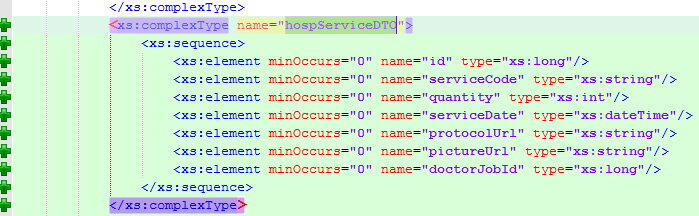 </xs:complexType>
<xs:complexType name="hospServiceDTO">
<xs:sequence>
<xs:element minOccurs="0" name="id" type="xs:long"/>
<xs:element minOccurs="0" name="serviceCode" type="xs:string"/>
<xs:element minOccurs="0" name="quantity" type="xs:int"/>
<xs:element minOccurs="0" name="serviceDate" type="xs:dateTime"/>
<xs:element minOccurs="0" name="protocolUrl" type="xs:string"/>
<xs:element minOccurs="0" name="pictureUrl" type="xs:string"/>
<xs:element minOccurs="0" name="doctorJobId" type="xs:long"/>
</xs:sequence>
</xs:complexType>